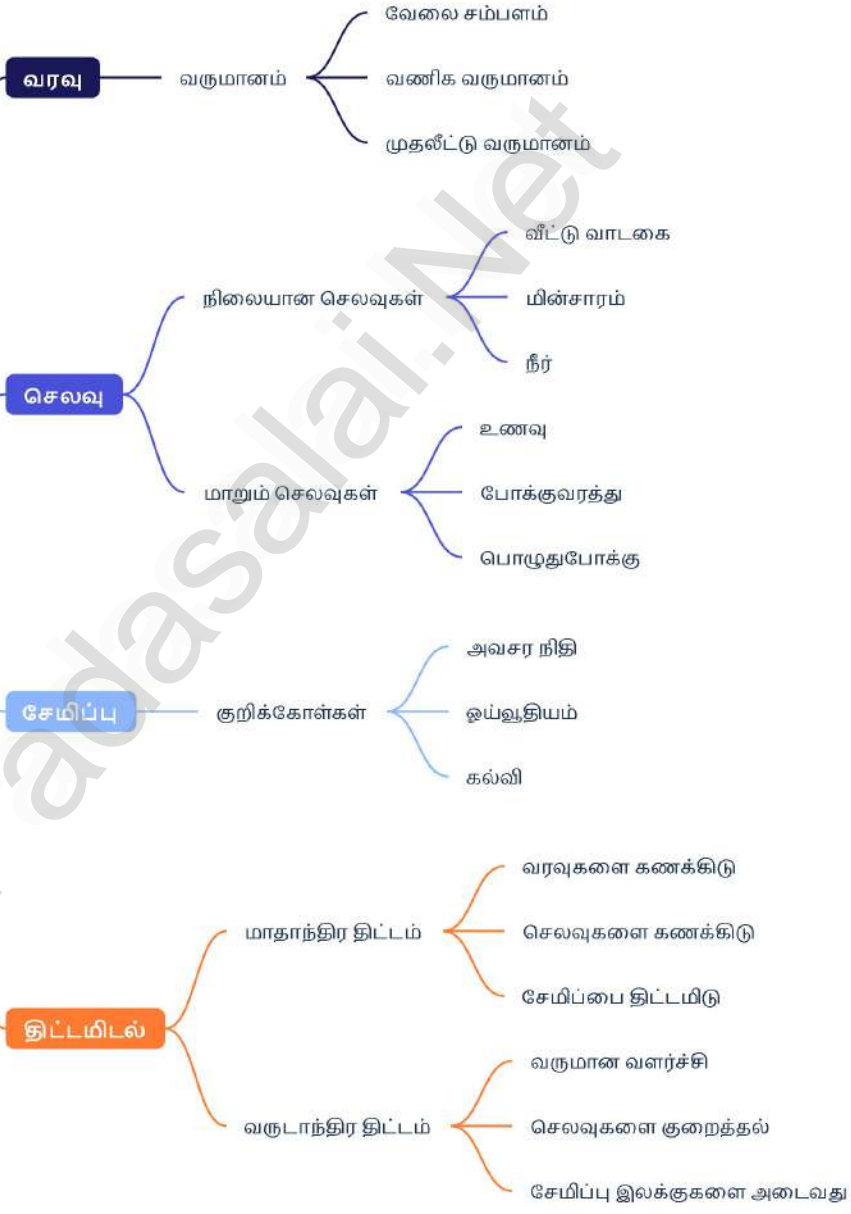 வரவு
வருமானம்
வேலை சம்பளம்
வணிக வருமானம்
முதலீட்டு வருமானம்
செலவு
நிலையான செலவுகள்
வீட்டு வாடகை
மின்சாரம்
நீர்
மாறும் செலவுகள்
உணவு
போக்குவரத்து
பொழுதுபோக்கு
சேமிப்பு
குறிக்கோள்கள்
அவசர நிதி
ஓய்வூதியம்
கல்வி
திட்டமிடல்
மாதாந்திர திட்டம்
வரவுகளை கணக்கிடு
செலவுகளை கணக்கிடு
சேமிப்பை திட்டமிடு
வருடாந்திர திட்டம்
வருமான வளர்ச்சி
செலவுகளை குறைத்தல்
சேமிப்பு இலக்குகளை அடைவது
adasalai.Net